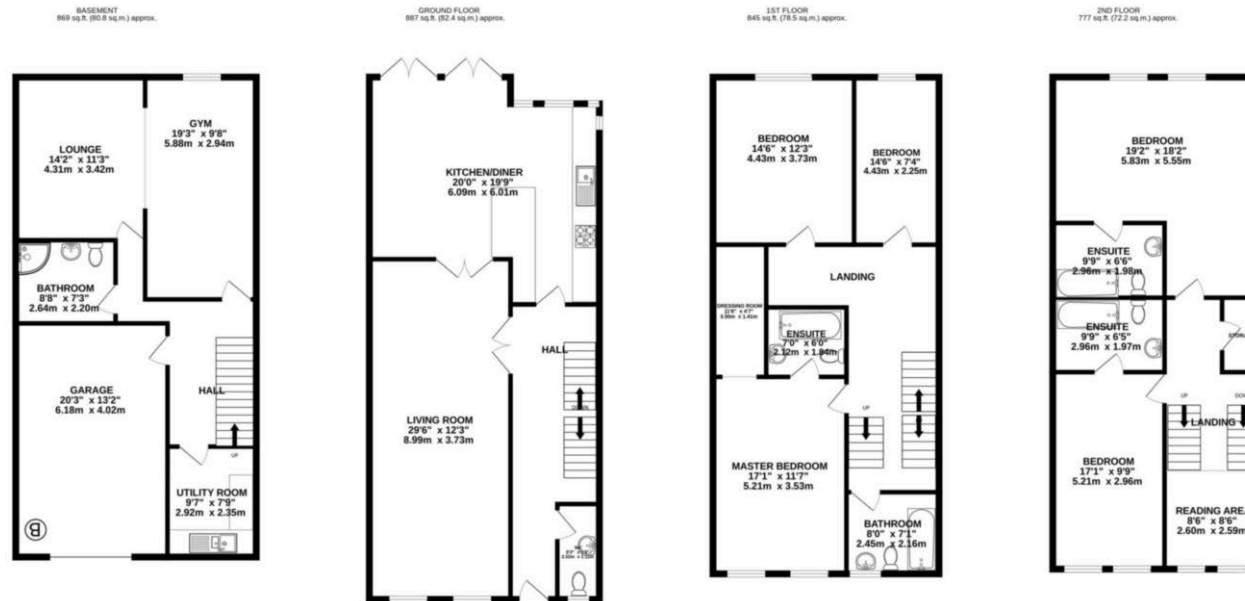 BASEMENT
869 sq.ft. (80.8 sq.m.) approx.
GYM
19'3" x 9'8"
5.88m x 2.94m
LOUNGE
14'2" x 11'3"
4.31m x 3.42m
BATHROOM
8'8" x 7'3"
2.64m x 2.20m
GARAGE
20'3" x 13'2"
6.18m x 4.02m
HALL
UP
UTILITY ROOM
9'7" x 7'9"
2.92m x 2.35m
B
GROUND FLOOR
887 sq.ft. (82.4 sq.m.) approx.
KITCHEN/DINER
20'0" x 19'9"
6.09m x 6.01m
HALL
LIVING ROOM
29'6" x 12'3"
8.99m x 3.73m
1ST FLOOR
845 sq.ft. (78.5 sq.m.) approx.
BEDROOM
14'6" x 12'3"
4.43m x 3.73m
BEDROOM
14'6" x 7'4"
4.43m x 2.25m
LANDING
DRESSING ROOM
ENSUITE
7'0" x 6'0"
2.12m x 1.84m
UP
MASTER BEDROOM
17'1" x 11'7"
5.21m x 3.53m
BATHROOM
8'0" x 7'1"
2.45m x 2.16m
2ND FLOOR
777 sq.ft. (72.2 sq.m.) approx.
BEDROOM
19'2" x 18'2"
5.83m x 5.55m
ENSUITE
9'9" x 6'6"
2.96m x 1.98m
ENSUITE
9'9" x 6'5"
2.96m x 1.97m
UP
LANDING
BEDROOM
17'1" x 9'9"
5.21m x 2.96m
READING AREA
8'6" x 8'6"
2.60m x 2.59m